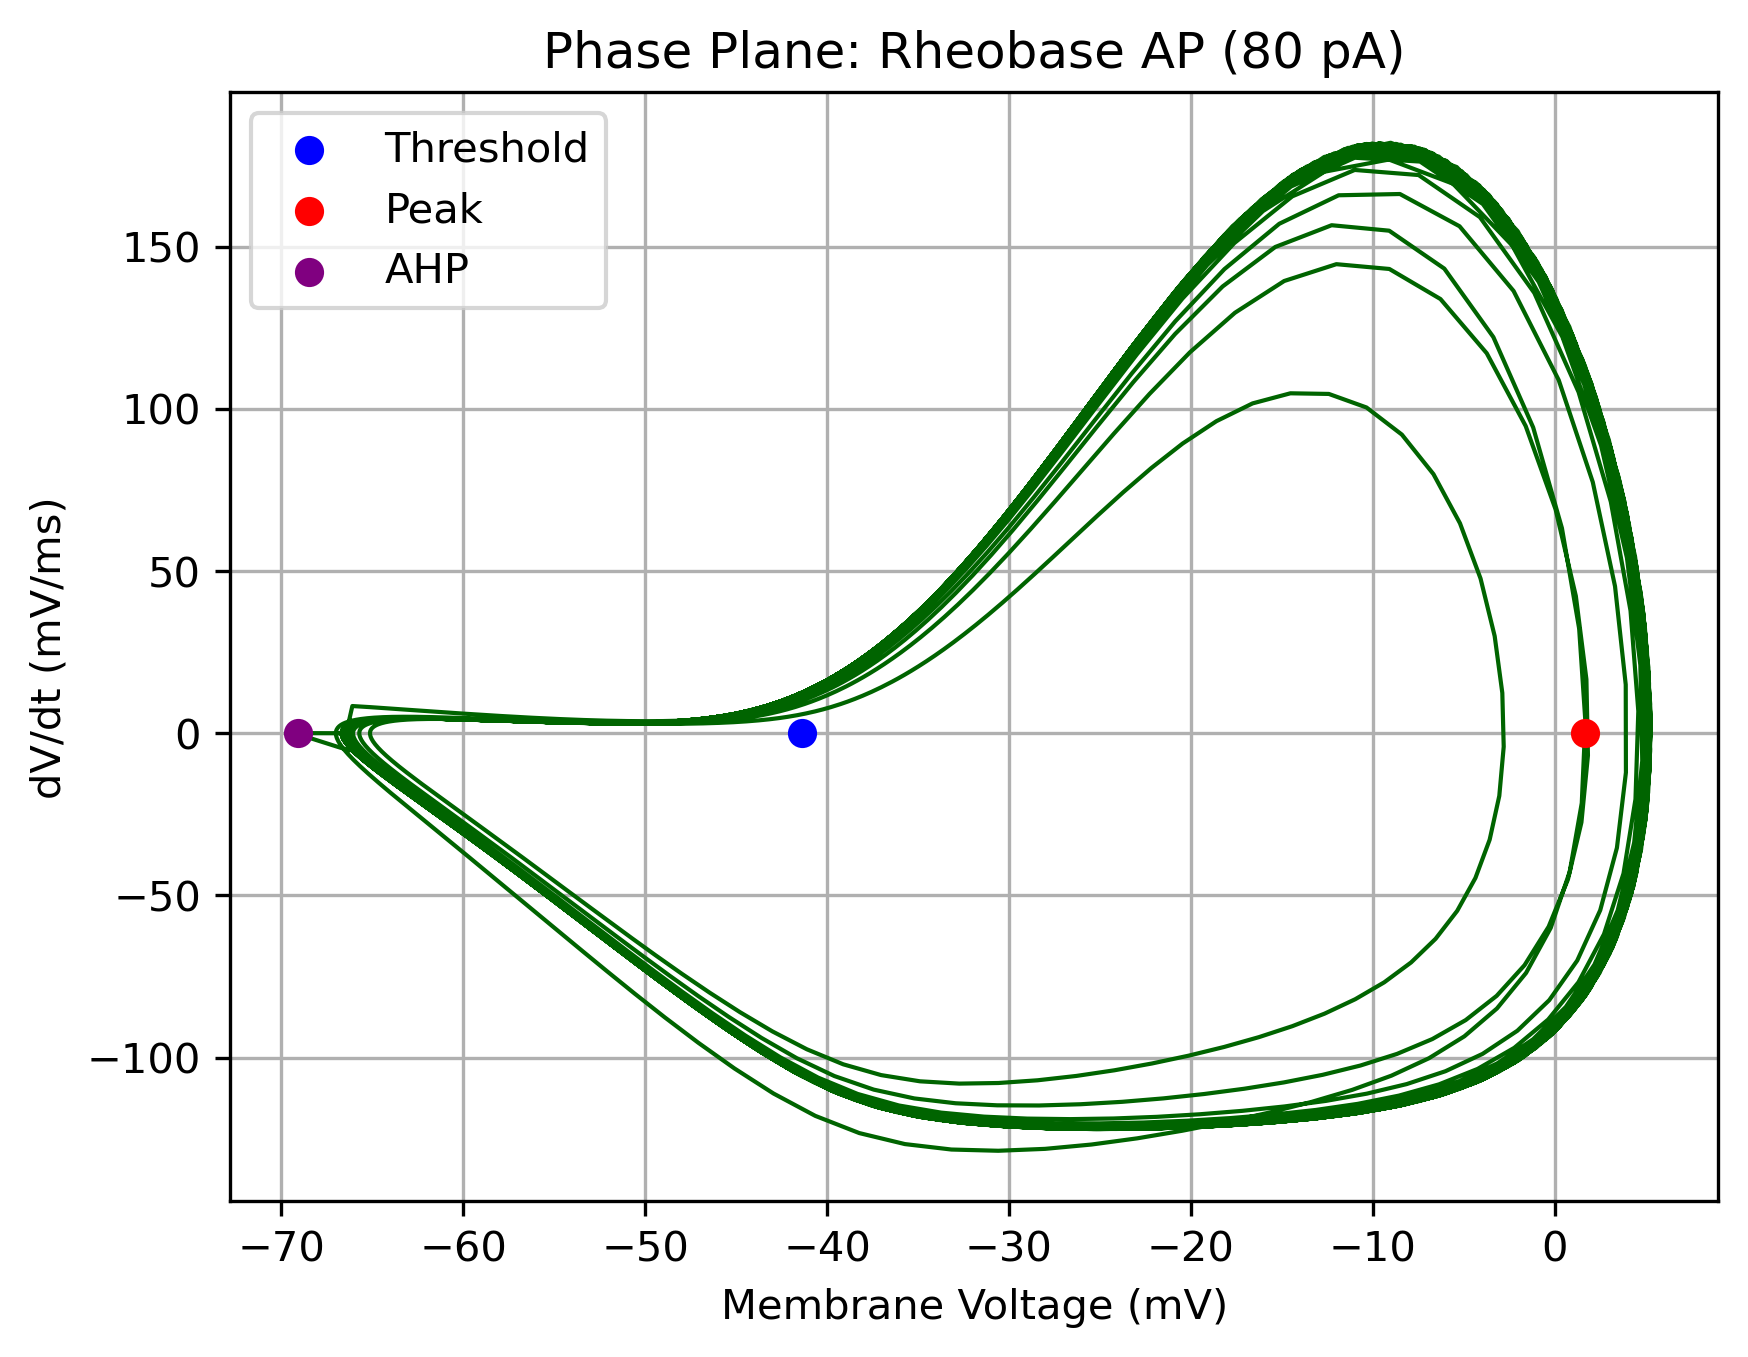 Phase Plane: Rheobase AP (80 pA)
Threshold
Peak
AHP
dV/dt (mV/ms)
150
100
50
0
−50
−100
−70 −60 −50 −40 −30 −20 −10 0
Membrane Voltage (mV)